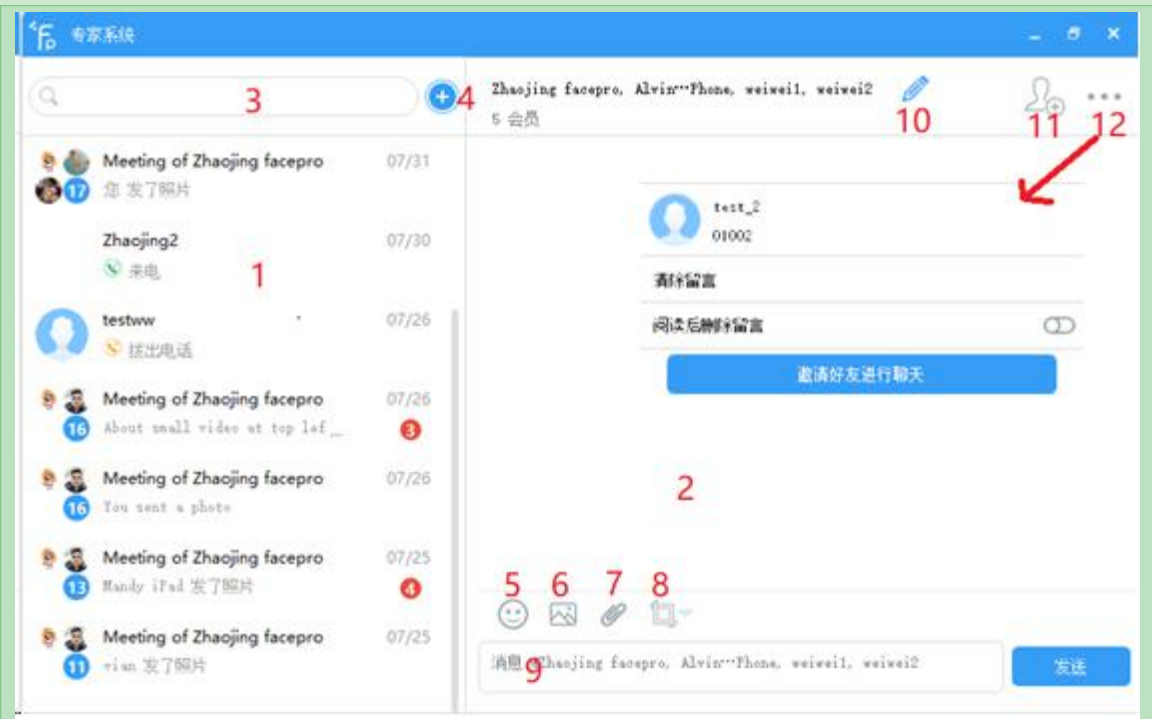 Fp 专家系统
3
4
Meeting of Zhaojing facepro 07/31
17 您 发了照片
Zhaojing2 07/30
来电
1
testww 07/26
拨出电话
Meeting of Zhaojing facepro 07/26
16 About small video at top lef... 3
Meeting of Zhaojing facepro 07/26
16 You sent a photo
Meeting of Zhaojing facepro 07/25
13 Mandy iPad 发了照片 4
Meeting of Zhaojing facepro 07/25
11 vian 发了照片
Zhaojing facepro, Alvin…Phone, weiwei1, weiwei2
5 会员
10 11 12
test_2
01002
清除留言
阅读后删除留言
邀请好友进行聊天
2
5 6 7 8
消息 Zhaojing facepro, Alvin…Phone, weiwei1, weiwei2
9
发送